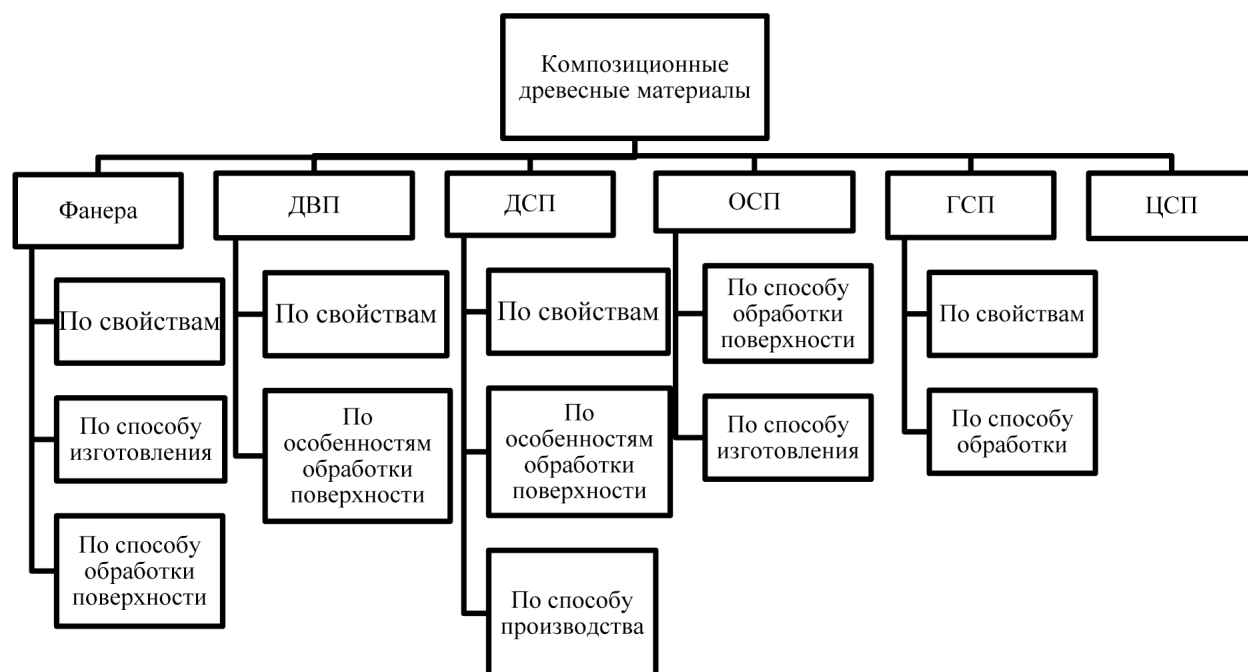 Композиционные
древесные материалы
Фанера
ДВП
ДСП
ОСП
ГСП
ЦСП
По свойствам
По способу
изготовления
По способу
обработки
поверхности
По свойствам
По
особенностям
обработки
поверхности
По свойствам
По
особенностям
обработки
поверхности
По способу
производства
По способу
обработки
поверхности
По способу
изготовления
По свойствам
По способу
обработки